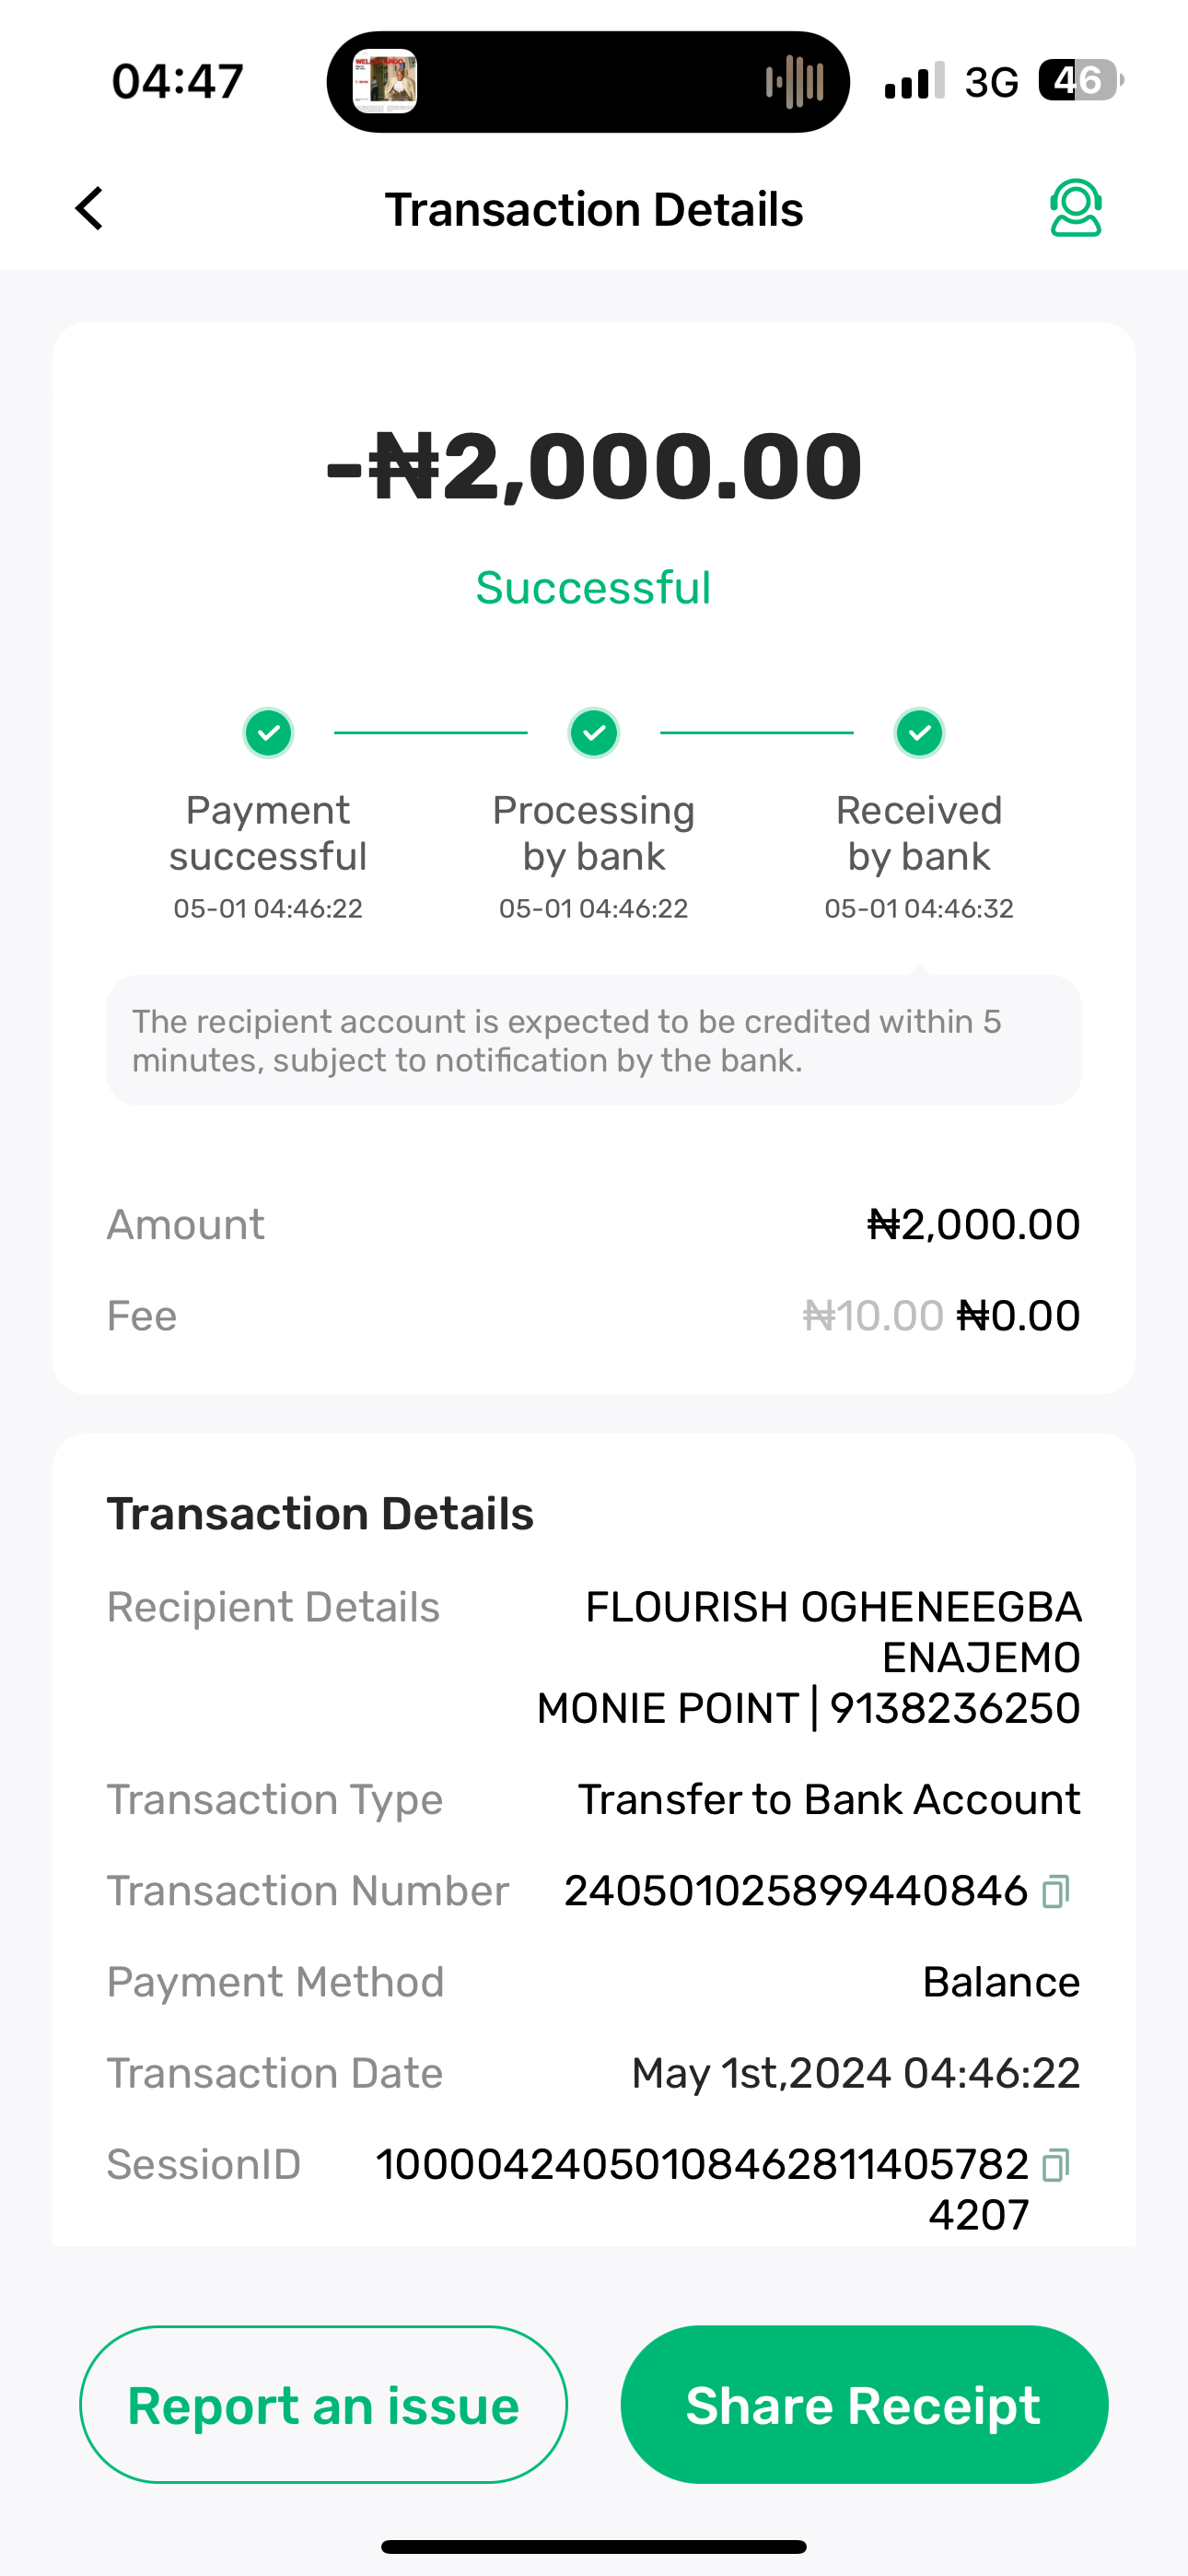 04:47
3G
46
Transaction Details
-₦2,000.00
Successful
Payment
successful
05-01 04:46:22
Processing
by bank
05-01 04:46:22
Received
by bank
05-01 04:46:32
The recipient account is expected to be credited within 5
minutes, subject to notification by the bank.
Amount ₦2,000.00
Fee ₦10.00 ₦0.00
Transaction Details
Recipient Details FLOURISH OGHENEEGBA
ENAJEMO
MONIE POINT | 9138236250
Transaction Type Transfer to Bank Account
Transaction Number 240501025899440846
Payment Method Balance
Transaction Date May 1st,2024 04:46:22
SessionID 10000424050108462811405782
4207
Report an issue
Share Receipt